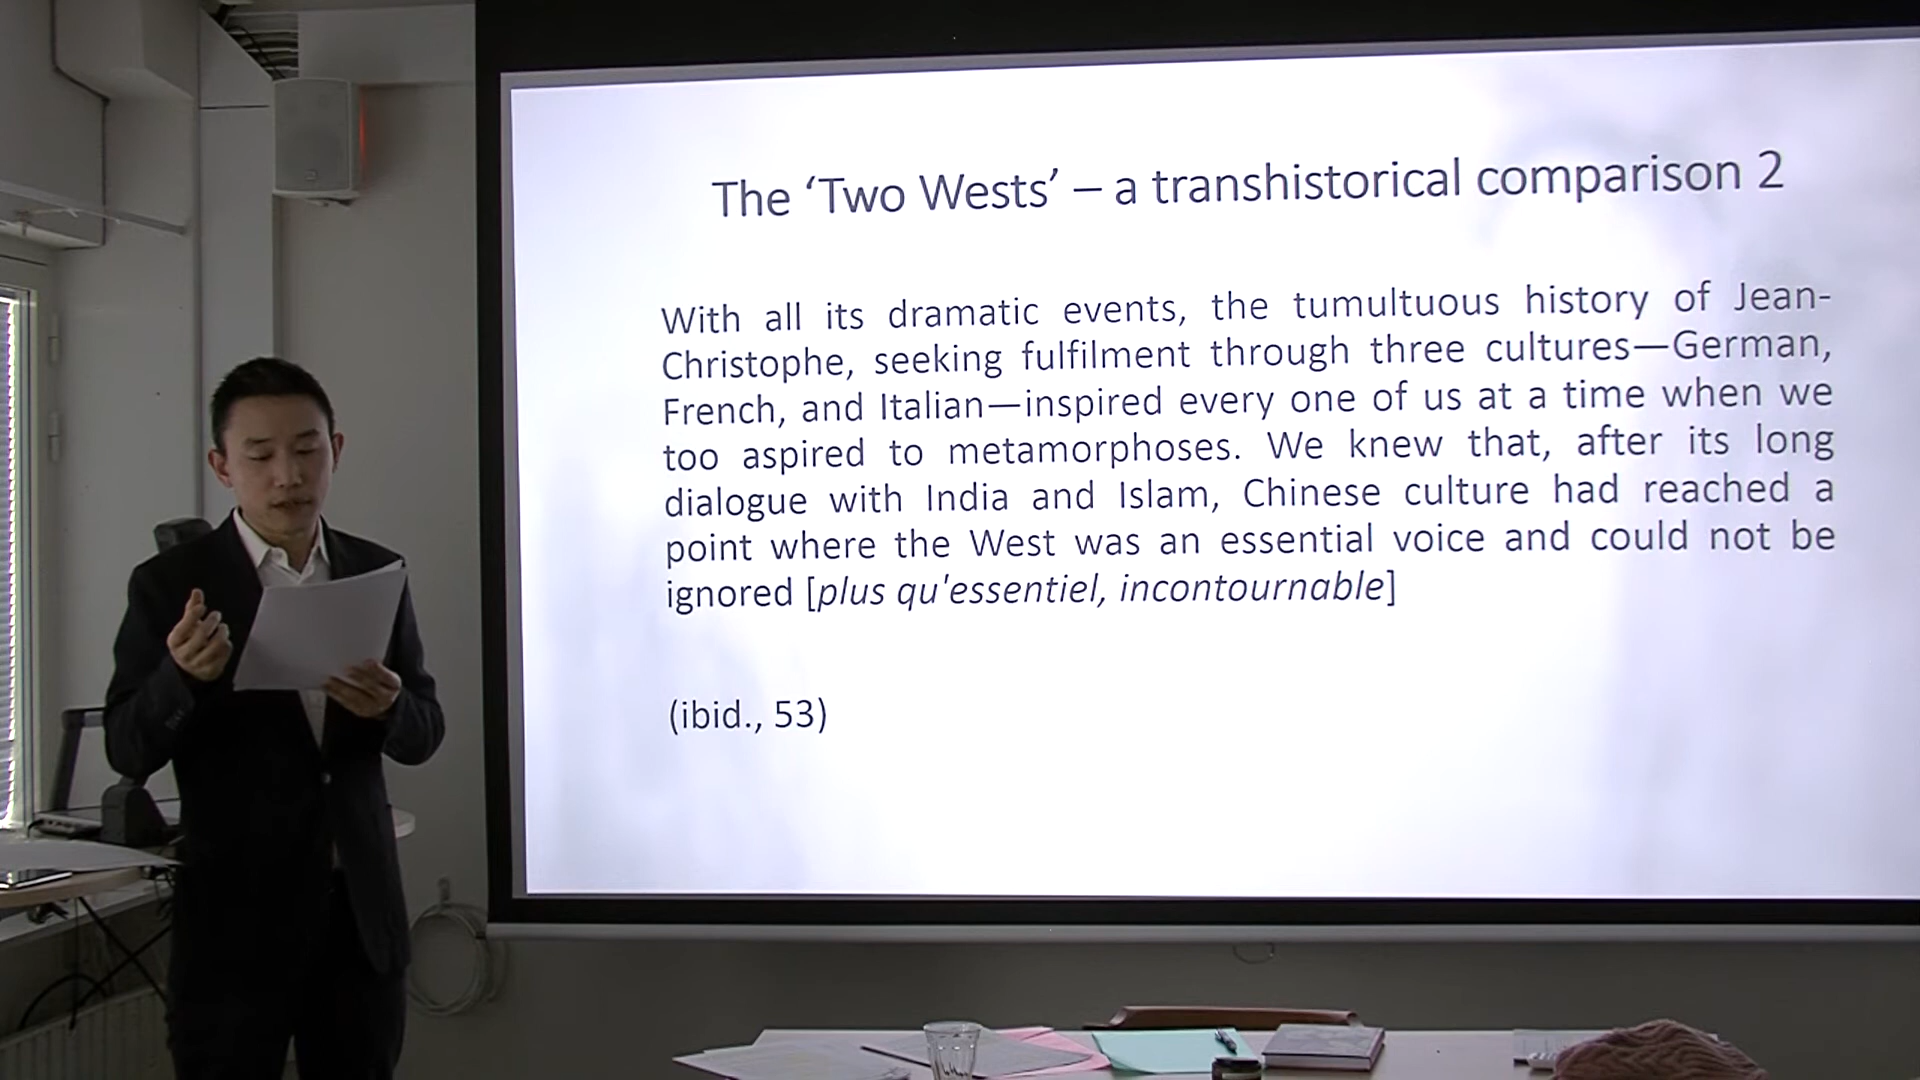 The ‘Two Wests’ – a transhistorical comparison 2
With all its dramatic events, the tumultuous history of Jean-
Christophe, seeking fulfilment through three cultures—German,
French, and Italian—inspired every one of us at a time when we
too aspired to metamorphoses. We knew that, after its long
dialogue with India and Islam, Chinese culture had reached a
point where the West was an essential voice and could not be
ignored [plus qu'essentiel, incontournable]
(ibid., 53)